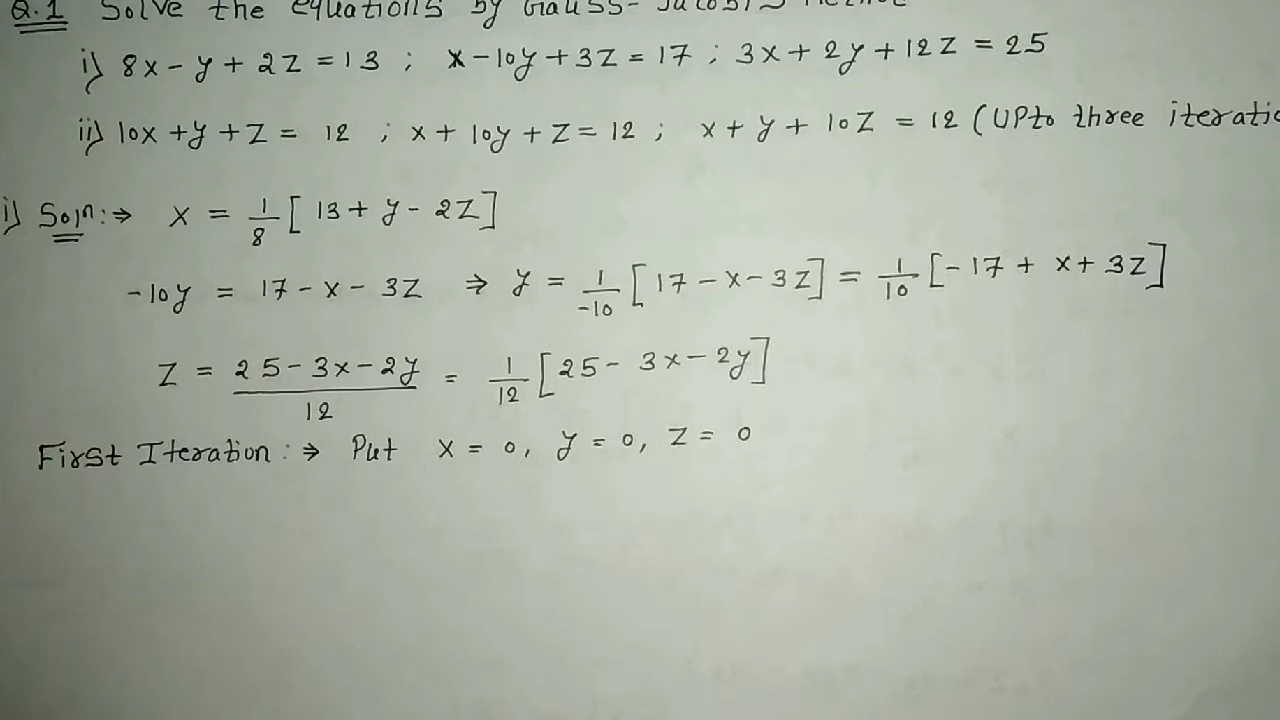 Q.1 Solve the equations by Gauss-Jacobi's
i) 8x - y + 2z = 13 ; x - 10y + 3z = 17 ; 3x + 2y + 12z = 25
ii) 10x + y + z = 12 ; x + 10y + z = 12 ; x + y + 10z = 12 (UPto three
i) Soln:⇒ x = 1/8 [13 + y - 2z]
-10y = 17 - x - 3z ⇒ y = 1/-10 [17 - x - 3z] = 1/10 [-17 + x + 3z]
z = 25 - 3x - 2y/12 = 1/12 [25 - 3x - 2y]
First Iteration :⇒ Put x = 0, y = 0, z = 0